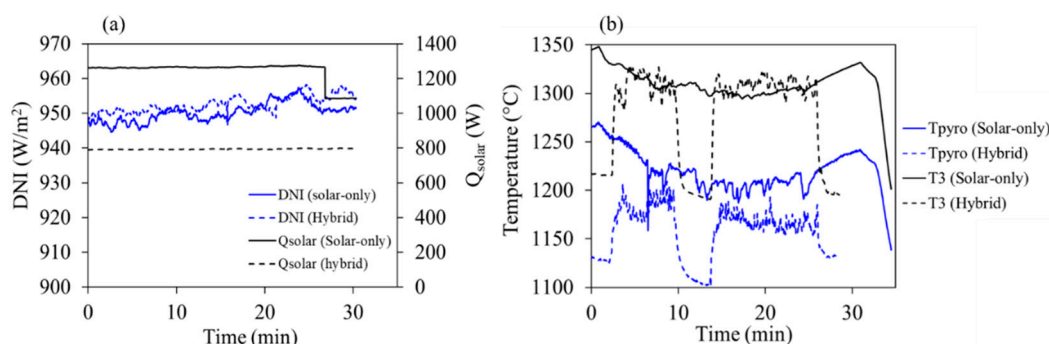 (a)
DNI (W/m²)
970
960
950
940
930
920
910
900
1400
1200
1000
800
600
400
200
0
Q_solar (W)
DNI (solar-only)
DNI (Hybrid)
Qsolar (Solar-only)
Qsolar (hybrid)
0 10 20 30
Time (min)
(b)
Temperature (°C)
1350
1300
1250
1200
1150
1100
0 10 20 30
Time (min)
Tpyro (Solar-only)
Tpyro (Hybrid)
T3 (Solar-only)
T3 (Hybrid)